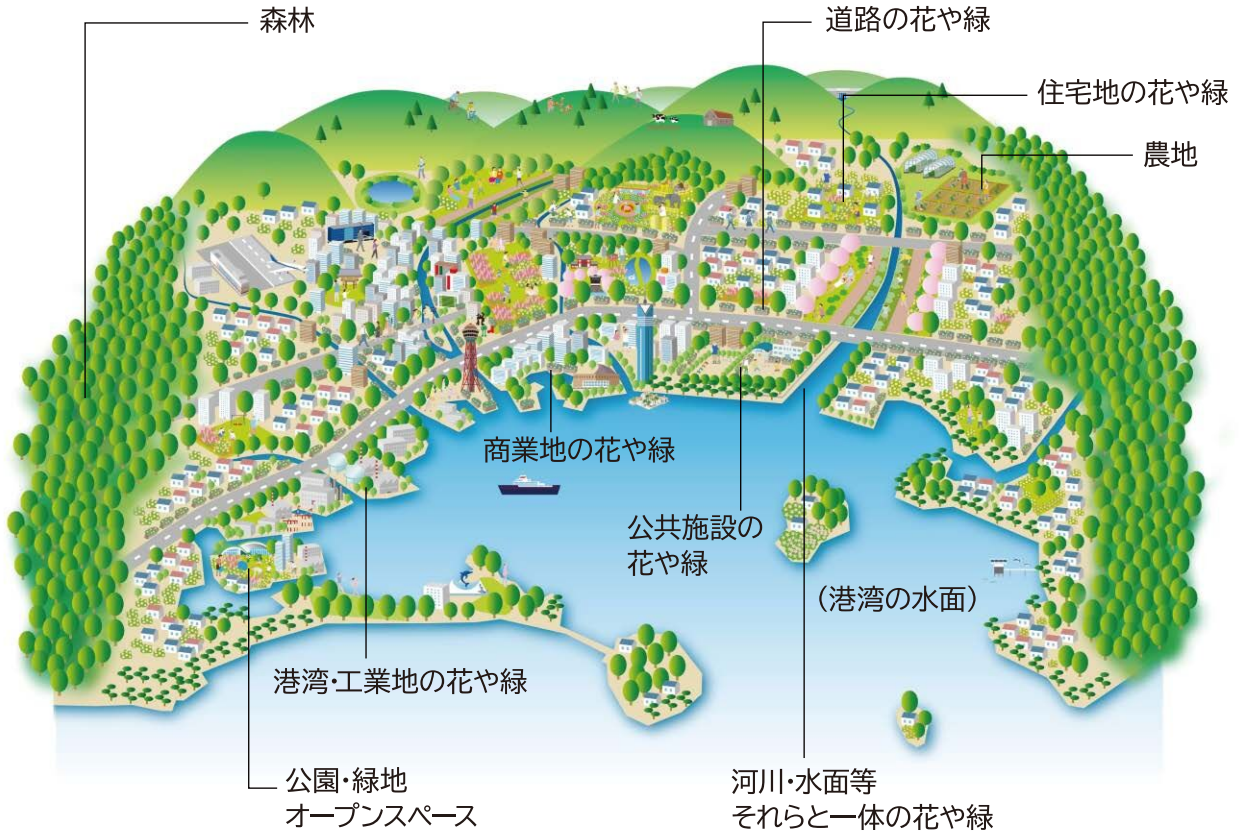 森林
道路の花や緑
住宅地の花や緑
農地
商業地の花や緑
公共施設の
花や緑
(港湾の水面)
港湾・工業地の花や緑
公園・緑地
オープンスペース
河川・水面等
それらと一体の花や緑